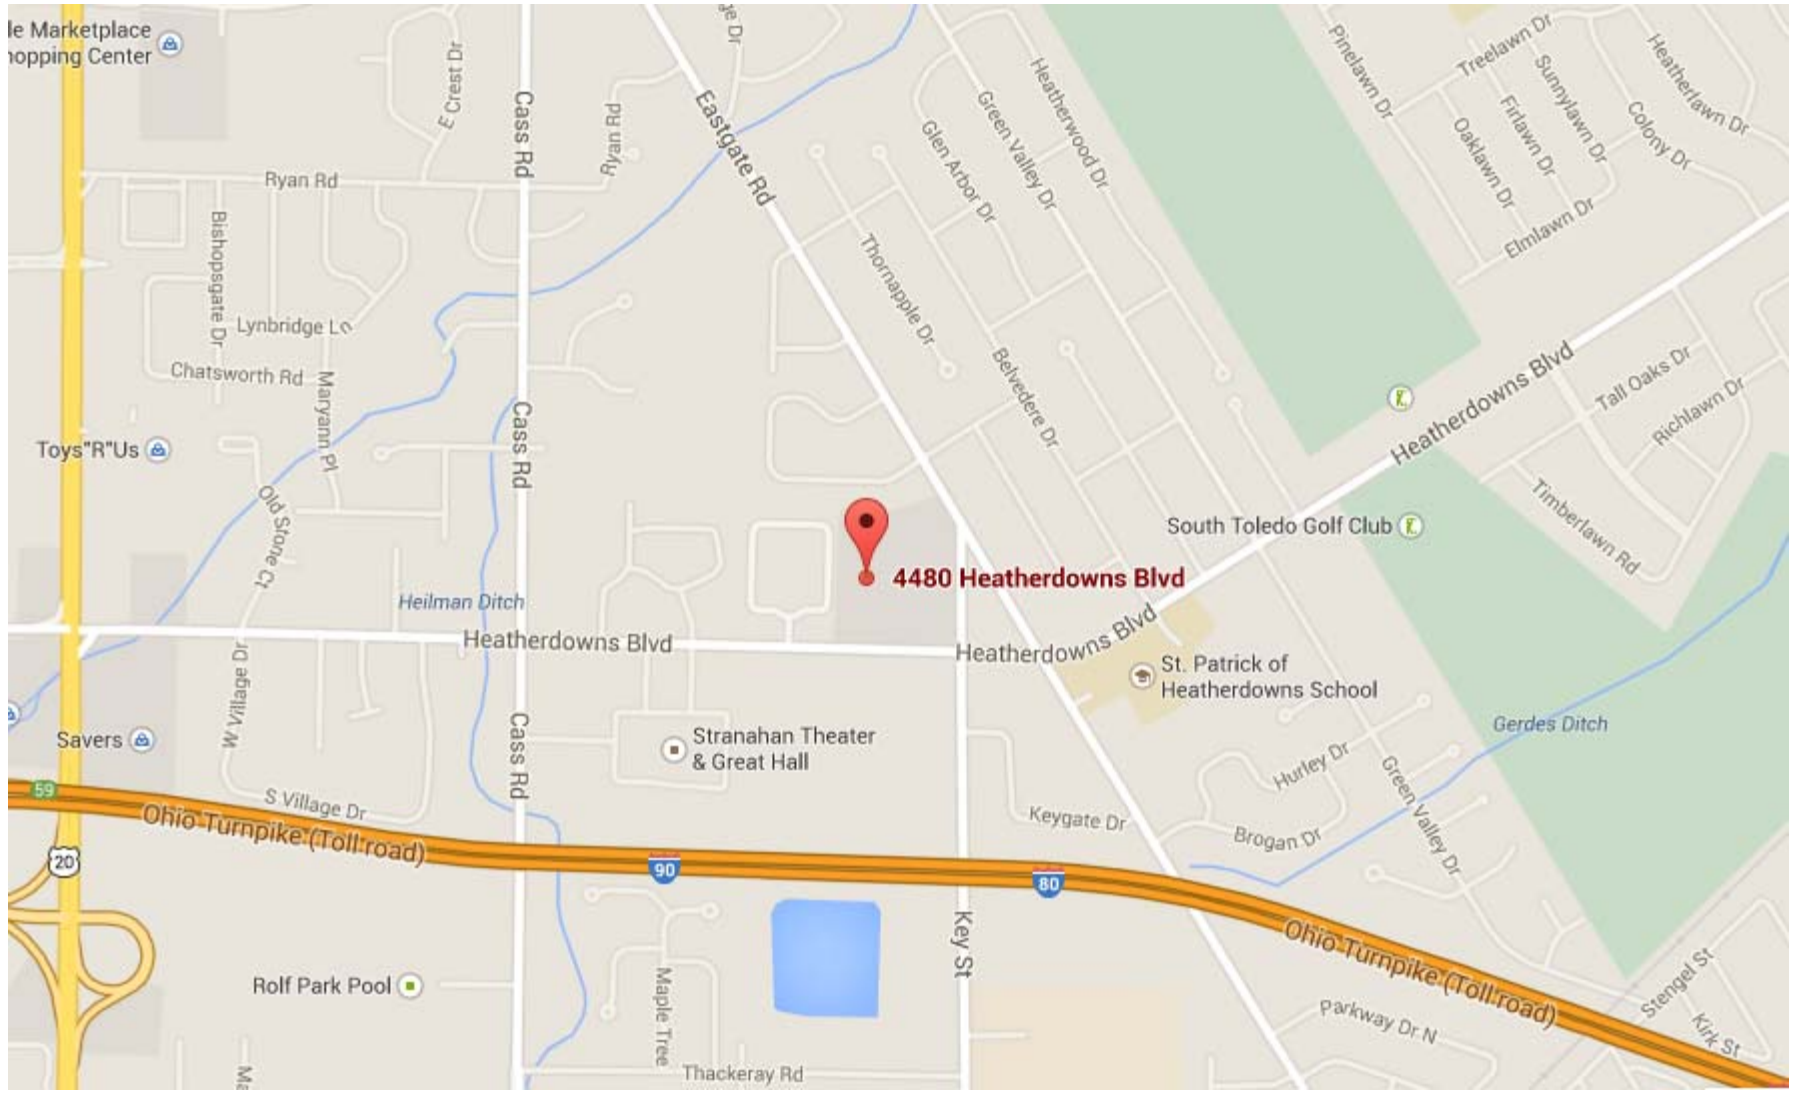 le Marketplace
hopping Center
E Crest Dr
Cass Rd
Ryan Rd
ge Dr
Eastgate Rd
Heatherwood Dr
Green Valley Dr
Glen Arbor Dr
Pinelawn Dr
Treelawn Dr
Sunnylawn Dr
Firlawn Dr
Oaklawn Dr
Heatherlawn Dr
Colony Dr
Elmlawn Dr
Ryan Rd
Bishopsgate Dr
Lynbridge Ln
Chatsworth Rd
Maryann Pl
Thornapple Dr
Belvedere Dr
Heatherdowns Blvd
Tall Oaks Dr
Richlawn Dr
Timberlawn Rd
Toys"R"Us
Cass Rd
Old Stone Ct
South Toledo Golf Club
4480 Heatherdowns Blvd
Heilman Ditch
Heatherdowns Blvd
Heatherdowns Blvd
W Village Dr
St. Patrick of
Heatherdowns School
Savers
Cass Rd
Stranahan Theater
& Great Hall
Gerdes Ditch
Hurley Dr
Green Valley Dr
Brogan Dr
Keygate Dr
59
S Village Dr
Ohio Turnpike (Toll road)
20
90
80
Key St
Ohio Turnpike (Toll road)
Rolf Park Pool
Maple Tree
Stengel St
Kirk St
Parkway Dr N
Thackeray Rd
Ma